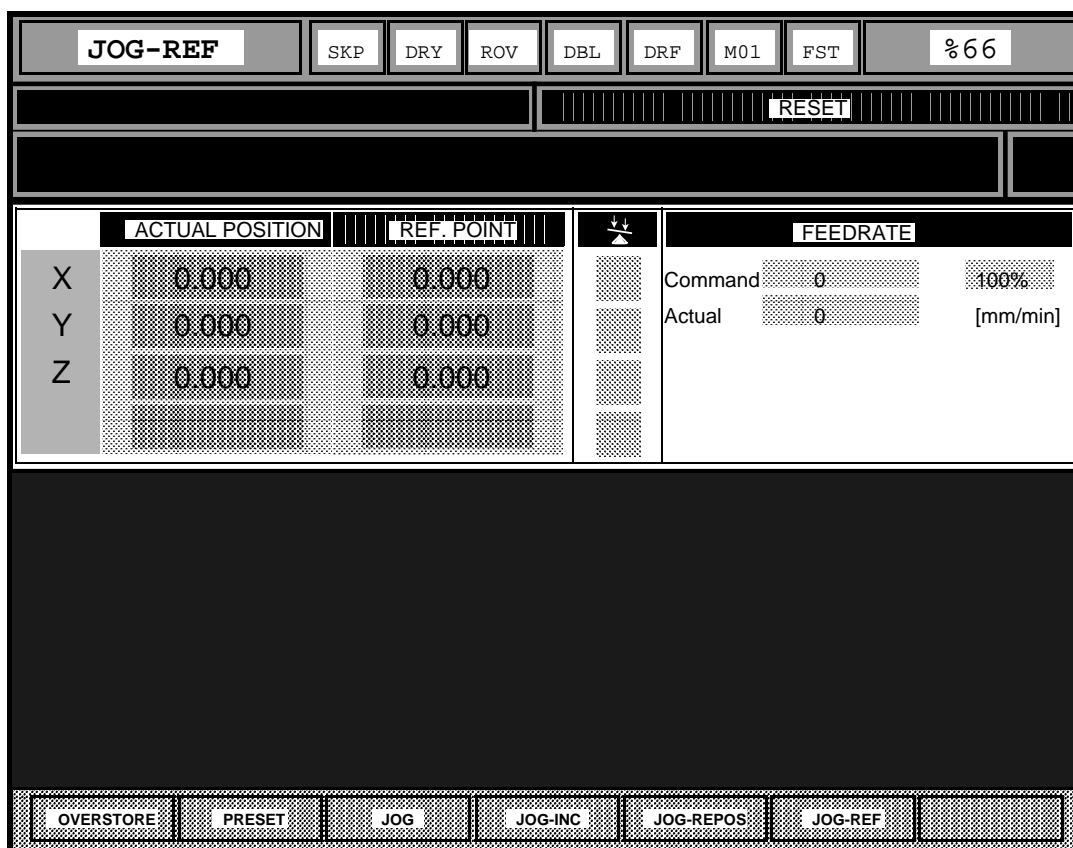 JOG-REF SKP DRY ROV DBL DRF M01 FST %66
RESET
ACTUAL POSITION REF. POINT FEEDRATE
X 0.000 0.000 Command 0 100%
Y 0.000 0.000 Actual 0 [mm/min]
Z 0.000 0.000
OVERSTORE PRESET JOG JOG-INC JOG-REPOS JOG-REF